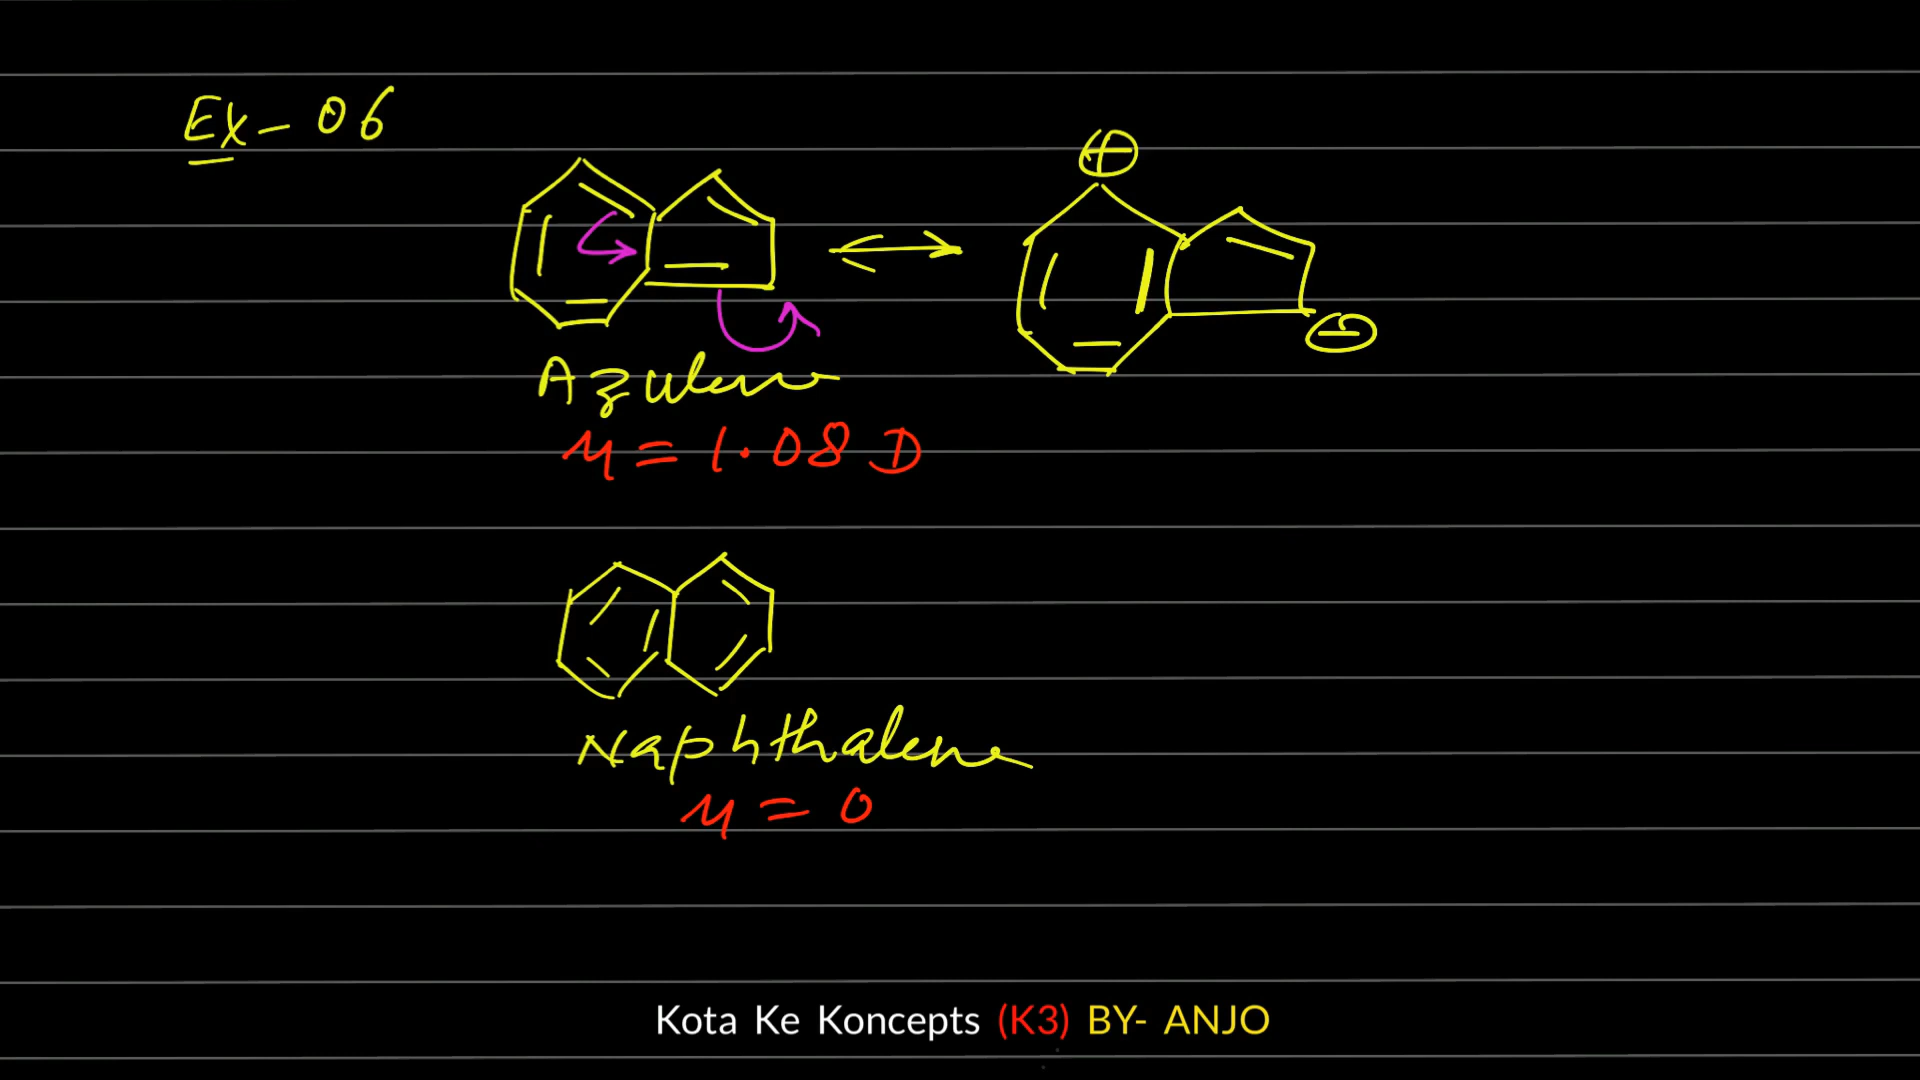 Ex- 06
⊕
⊖
Azulene
μ = 1.08 D
Naphthalene
μ = 0
Kota Ke Koncepts (K3) BY- ANJO